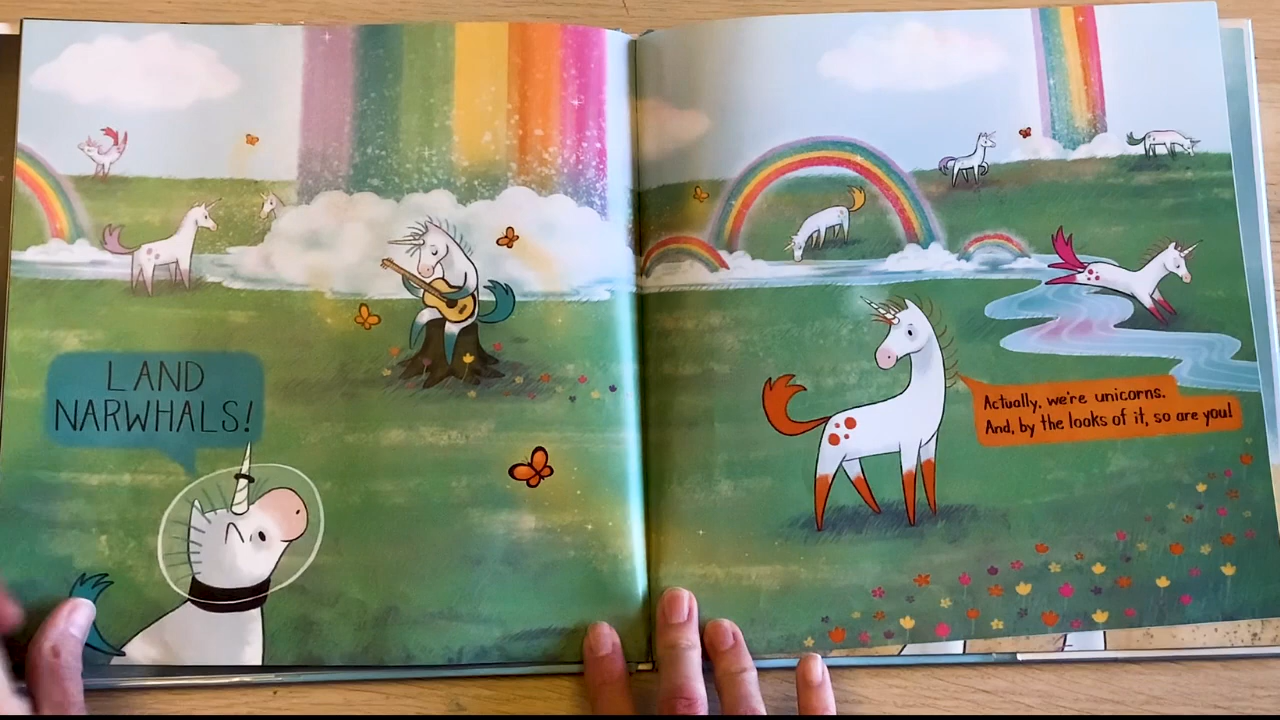 LAND
NARWHALS!
Actually, we're unicorns.
And, by the looks of it, so are you!